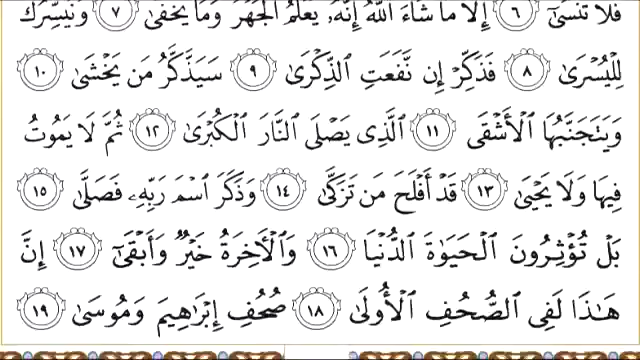 فَلَا تَنسَىٰٓ ٦ إِلَّا مَا شَآءَ ٱللَّهُ إِنَّهُۥ يَعْلَمُ ٱلْجَهْرَ وَمَا يَخْفَىٰ ٧ وَنُيَسِّرُكَ
لِلْيُسْرَىٰ ٨ فَذَكِّرْ إِن نَّفَعَتِ ٱلذِّكْرَىٰ ٩ سَيَذَّكَّرُ مَن يَخْشَىٰ ١٠
وَيَتَجَنَّبُهَا ٱلْأَشْقَى ١١ ٱلَّذِى يَصْلَى ٱلنَّارَ ٱلْكُبْرَىٰ ١٢ ثُمَّ لَا يَمُوتُ
فِيهَا وَلَا يَحْيَىٰ ١٣ قَدْ أَفْلَحَ مَن تَزَكَّىٰ ١٤ وَذَكَرَ ٱسْمَ رَبِّهِۦ فَصَلَّىٰ ١٥
بَلْ تُؤْثِرُونَ ٱلْحَيَوٰةَ ٱلدُّنْيَا ١٦ وَٱلْأَخِرَةُ خَيْرٌ وَأَبْقَىٰٓ ١٧ إِنَّ
هَـٰذَا لَفِى ٱلصُّحُفِ ٱلْأُولَىٰ ١٨ صُحُفِ إِبْرَٰهِيمَ وَمُوسَىٰ ١٩